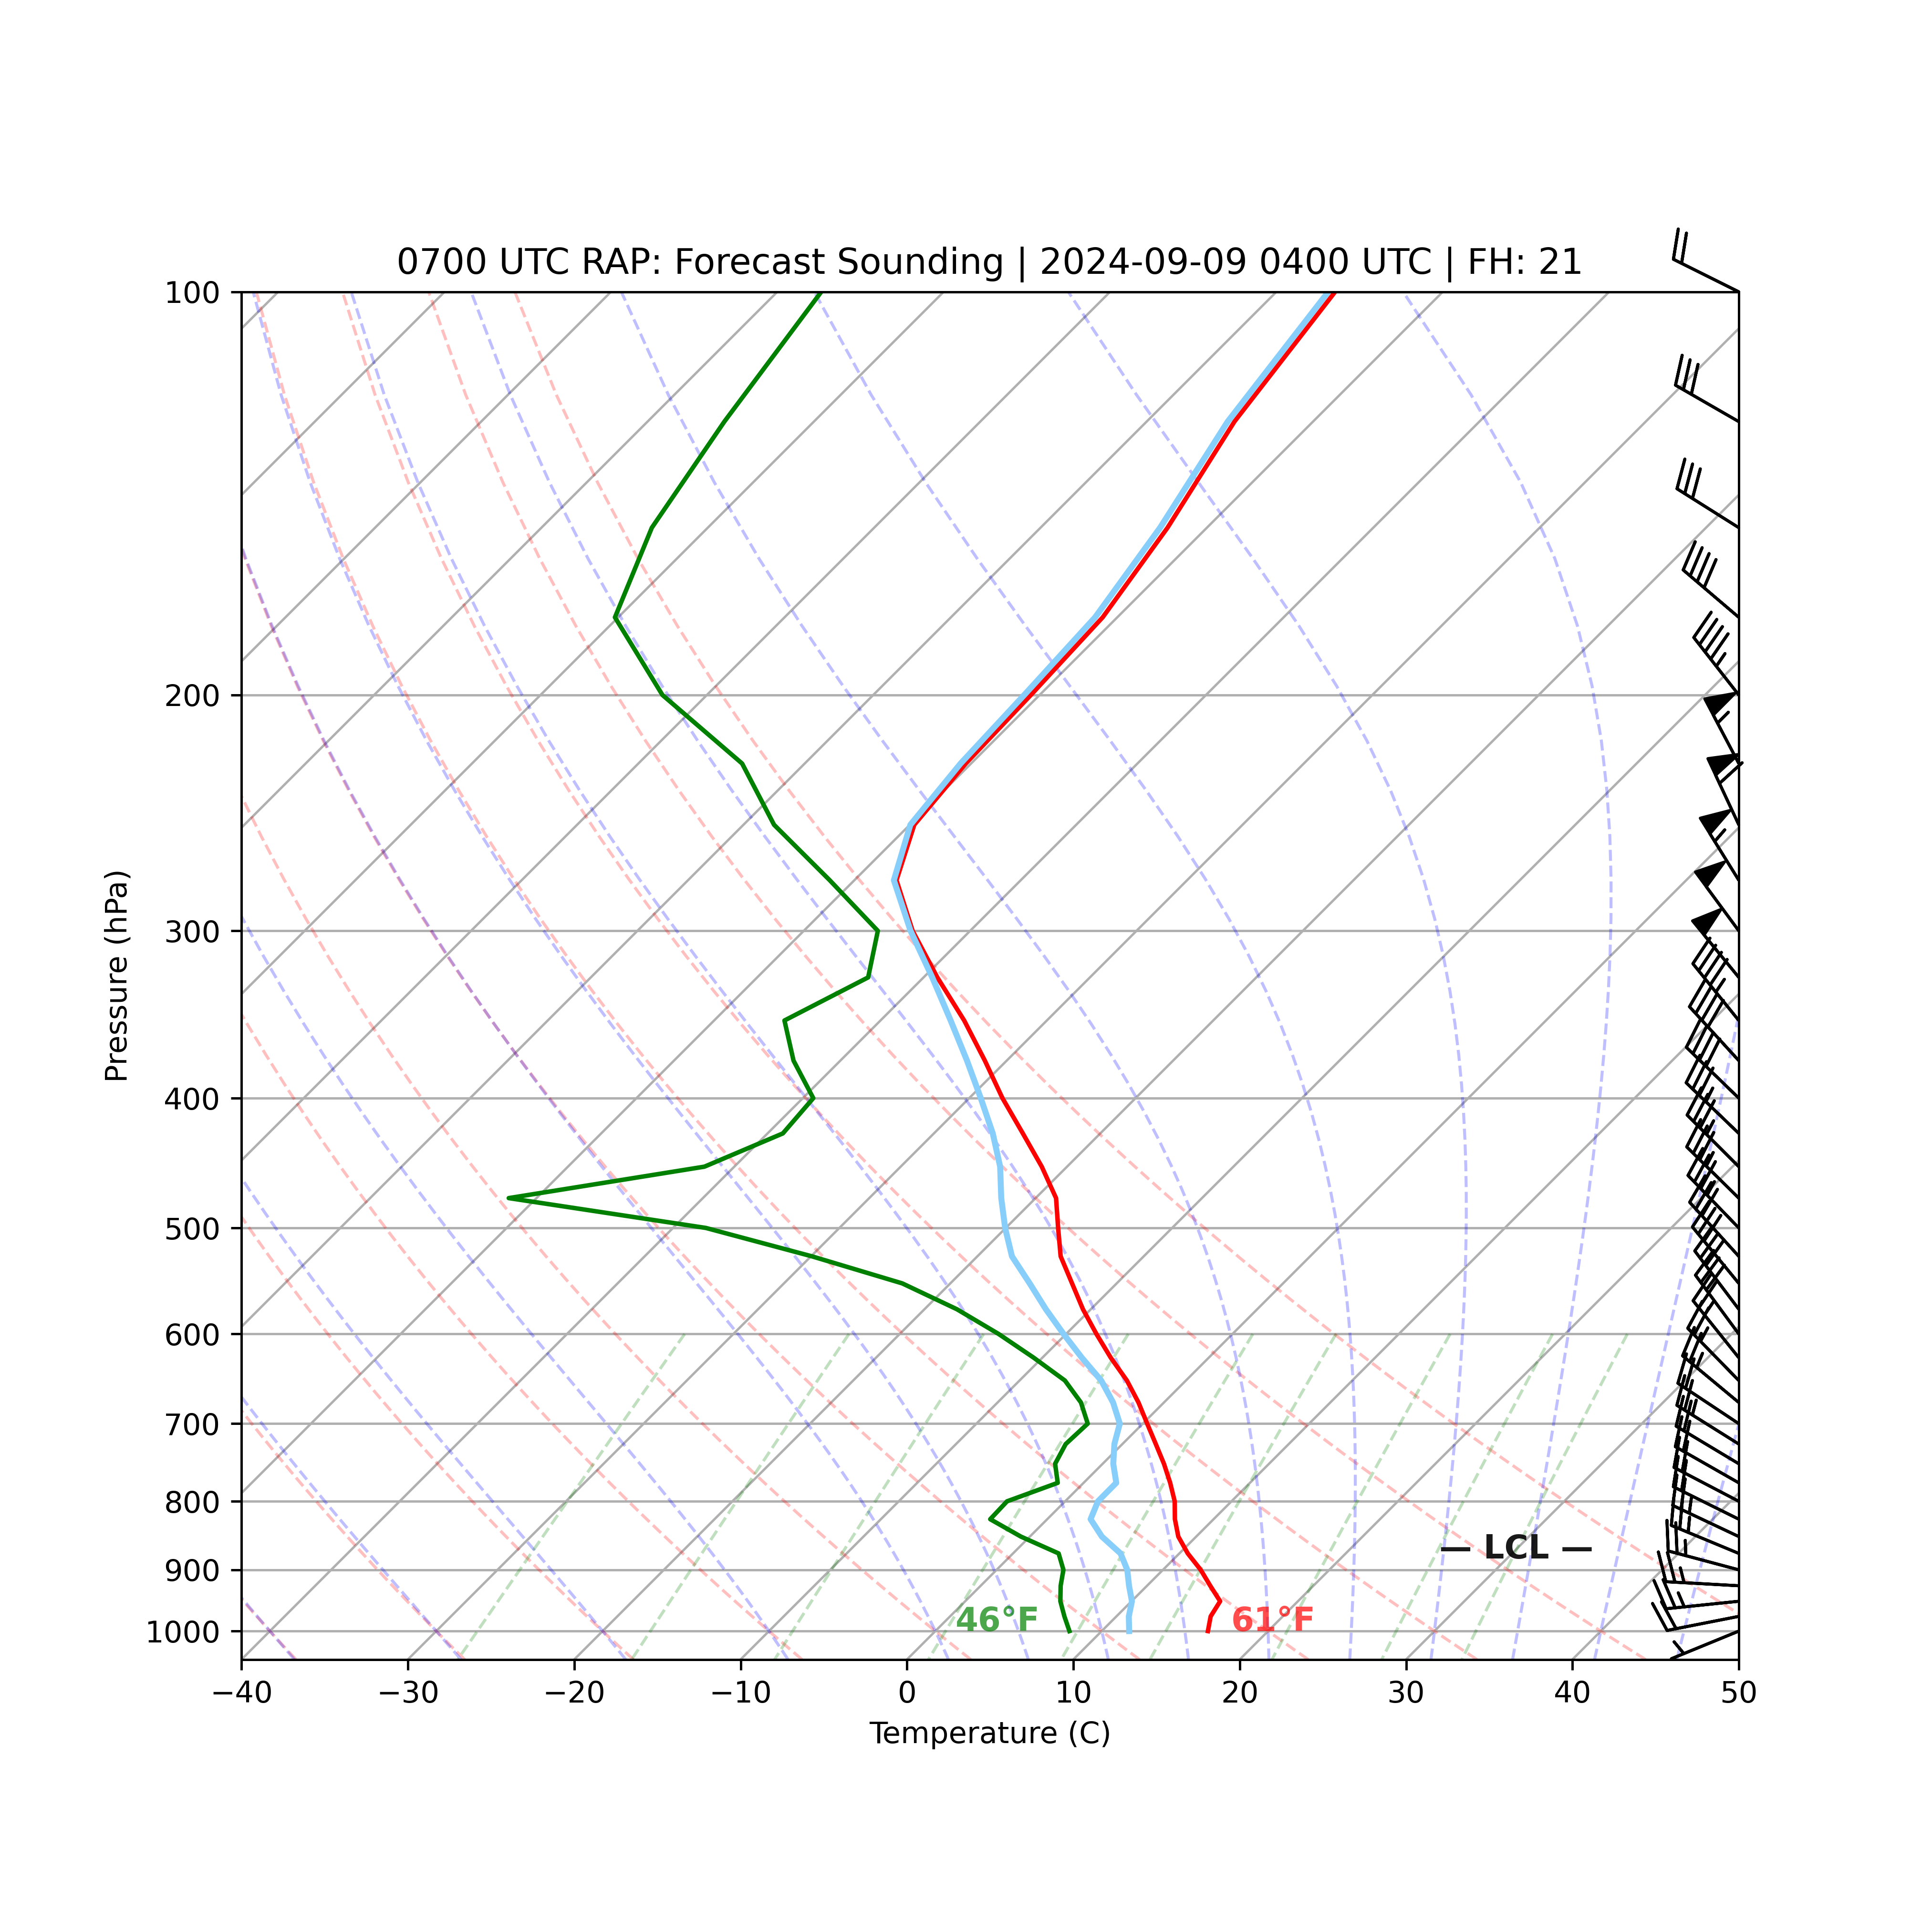 0700 UTC RAP: Forecast Sounding | 2024-09-09 0400 UTC | FH: 21
100
200
300
400
500
600
700
800
900
1000
Pressure (hPa)
— LCL —
46°F
61°F
−40 −30 −20 −10 0 10 20 30 40 50
Temperature (C)